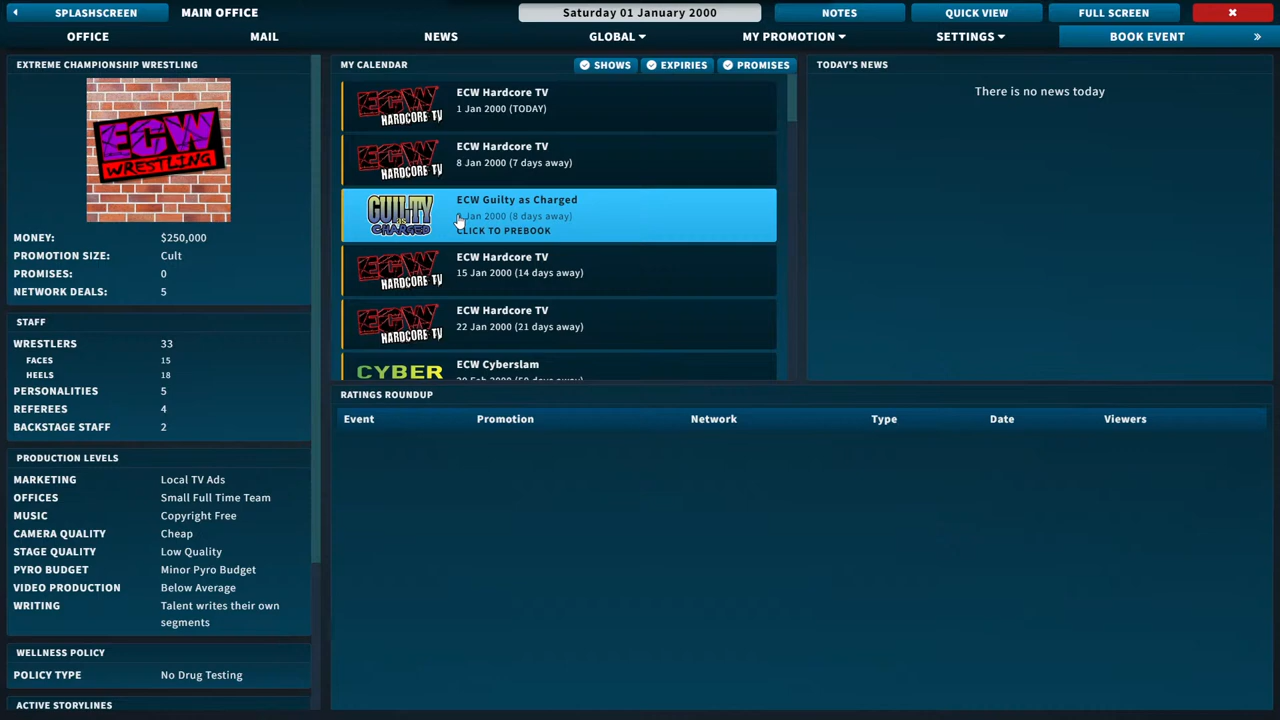 SPLASHSCREEN
MAIN OFFICE
Saturday 01 January 2000
NOTES
QUICK VIEW
FULL SCREEN
OFFICE
MAIL
NEWS
GLOBAL
MY PROMOTION
SETTINGS
BOOK EVENT
EXTREME CHAMPIONSHIP WRESTLING
ECW
WRESTLING
MONEY: $250,000
PROMOTION SIZE: Cult
PROMISES: 0
NETWORK DEALS: 5
STAFF
WRESTLERS 33
FACES 15
HEELS 18
PERSONALITIES 5
REFEREES 4
BACKSTAGE STAFF 2
PRODUCTION LEVELS
MARKETING Local TV Ads
OFFICES Small Full Time Team
MUSIC Copyright Free
CAMERA QUALITY Cheap
STAGE QUALITY Low Quality
PYRO BUDGET Minor Pyro Budget
VIDEO PRODUCTION Below Average
WRITING Talent writes their own
segments
WELLNESS POLICY
POLICY TYPE No Drug Testing
ACTIVE STORYLINES
MY CALENDAR
SHOWS
EXPIRIES
PROMISES
ECW
HARDCORE TV
ECW Hardcore TV
1 Jan 2000 (TODAY)
ECW
HARDCORE TV
ECW Hardcore TV
8 Jan 2000 (7 days away)
GUILTY
AS
CHARGED
ECW Guilty as Charged
Jan 2000 (8 days away)
CLICK TO PREBOOK
ECW
HARDCORE TV
ECW Hardcore TV
15 Jan 2000 (14 days away)
ECW
HARDCORE TV
ECW Hardcore TV
22 Jan 2000 (21 days away)
CYBER
ECW Cyberslam
TODAY'S NEWS
There is no news today
RATINGS ROUNDUP
Event Promotion Network Type Date Viewers